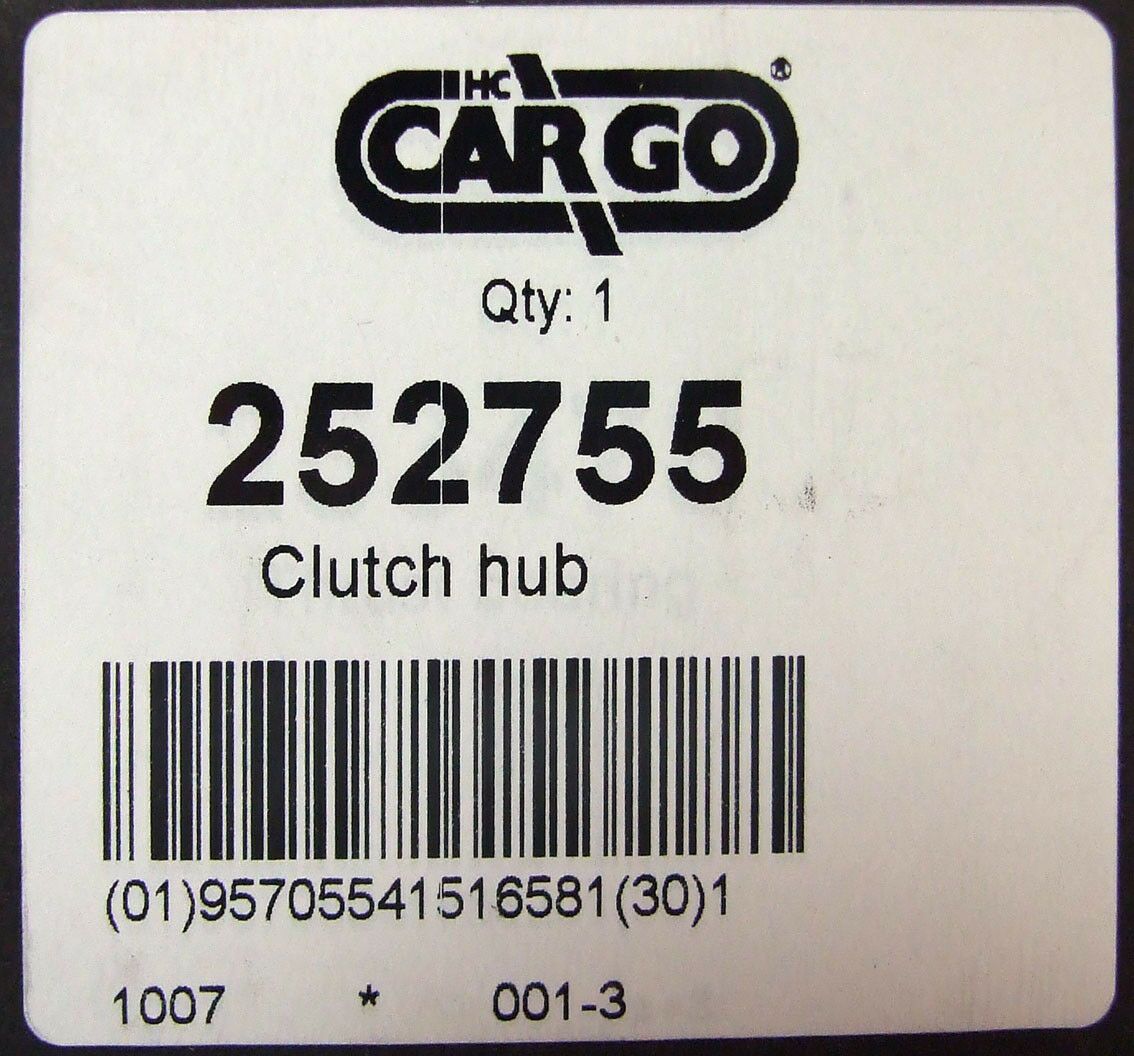 HC
CARGO®
Qty: 1
252755
Clutch hub
(01)95705541516581(30)1
1007 * 001-3